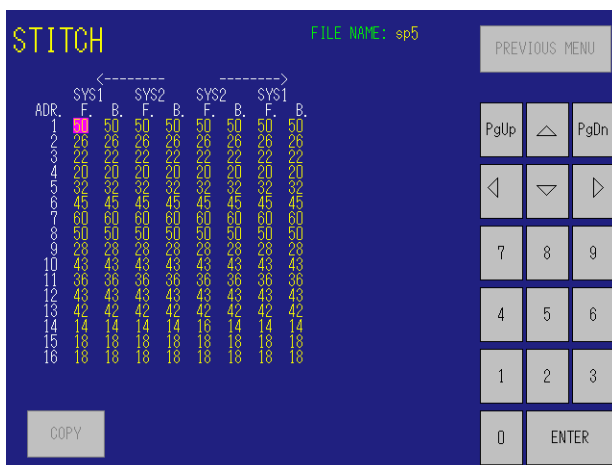 STITCH
FILE NAME: sp5
PREVIOUS MENU
<-------- -------->
SYS1 SYS2 SYS2 SYS1
ADR. F. B. F. B. F. B. F. B.
1 50 50 50 50 50 50 50 50
2 26 26 26 26 26 26 26 26
3 22 22 22 22 22 22 22 22
4 20 20 20 20 20 20 20 20
5 32 32 32 32 32 32 32 32
6 45 45 45 45 45 45 45 45
7 60 60 60 60 60 60 60 60
8 50 50 50 50 50 50 50 50
9 28 28 28 28 28 28 28 28
10 43 43 43 43 43 43 43 43
11 36 36 36 36 36 36 36 36
12 43 43 43 43 43 43 43 43
13 42 42 42 42 42 42 42 42
14 14 14 14 14 16 14 14 14
15 18 18 18 18 18 18 18 18
16 18 18 18 18 18 18 18 18
PgUp PgDn
7 8 9
4 5 6
1 2 3
0 ENTER
COPY